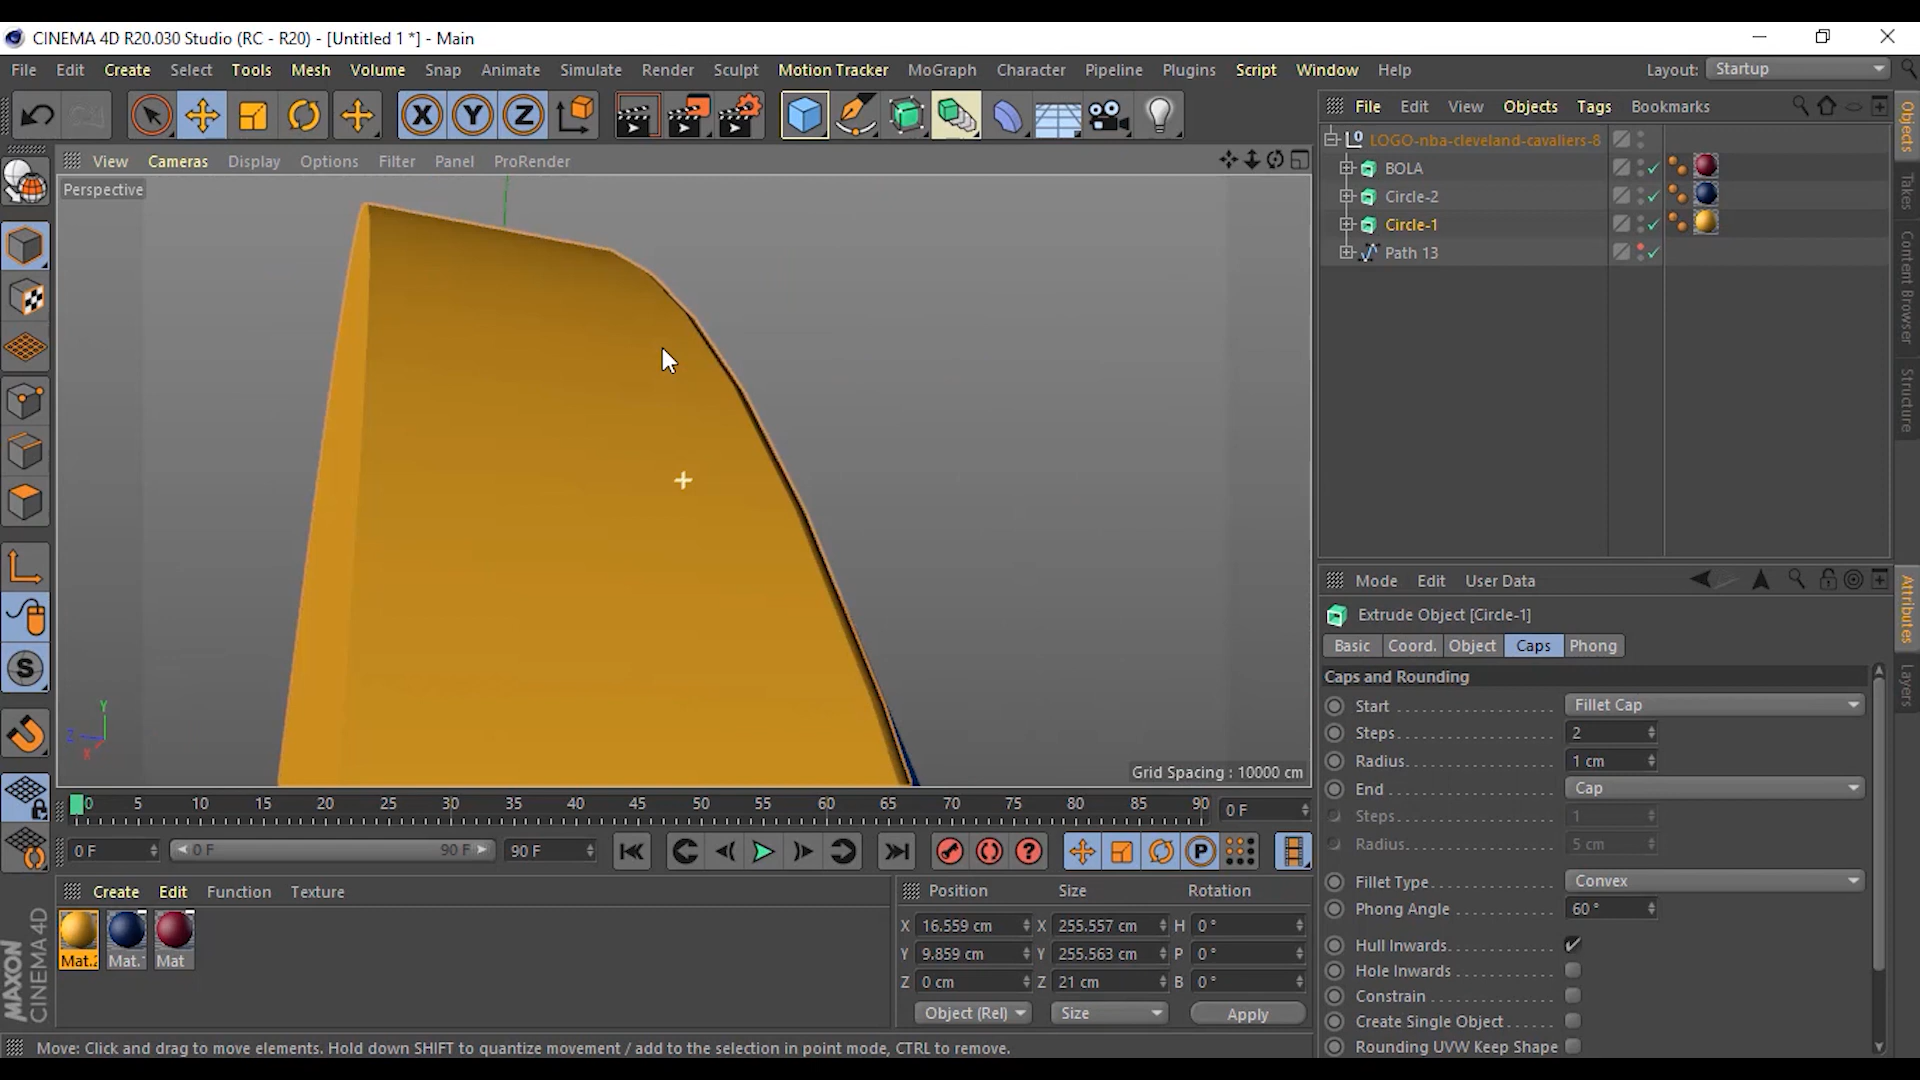 CINEMA 4D R20.030 Studio (RC - R20) - [Untitled 1 *] - Main
File Edit Create Select Tools Mesh Volume Snap Animate Simulate Render Sculpt Motion Tracker MoGraph Character Pipeline Plugins Script Window Help Layout: Startup
X Y Z
File Edit View Objects Tags Bookmarks
View Cameras Display Options Filter Panel ProRender
Perspective
LOGO-nba-cleveland-cavaliers-8
BOLA
Circle-2
Circle-1
Path 13
Objects
Takes
Content Browser
Structure
Mode Edit User Data
Attributes
Layers
Extrude Object [Circle-1]
Basic Coord. Object Caps Phong
Caps and Rounding
Start Fillet Cap
Steps 2
Radius 1 cm
End Cap
Steps 1
Radius 5 cm
Fillet Type Convex
Phong Angle 60 °
Hull Inwards
Hole Inwards
Constrain
Create Single Object
Rounding UVW Keep Shape
S
Y
Z
X
Grid Spacing : 10000 cm
0 5 10 15 20 25 30 35 40 45 50 55 60 65 70 75 80 85 90 0 F
0 F 0 F 90 F 90 F
P
Create Edit Function Texture
Mat.2 Mat.1 Mat
Position Size Rotation
X 16.559 cm X 255.557 cm H 0 °
Y 9.859 cm Y 255.563 cm P 0 °
Z 0 cm Z 21 cm B 0 °
Object (Rel) Size Apply
MAXON
CINEMA 4D
Move: Click and drag to move elements. Hold down SHIFT to quantize movement / add to the selection in point mode, CTRL to remove.